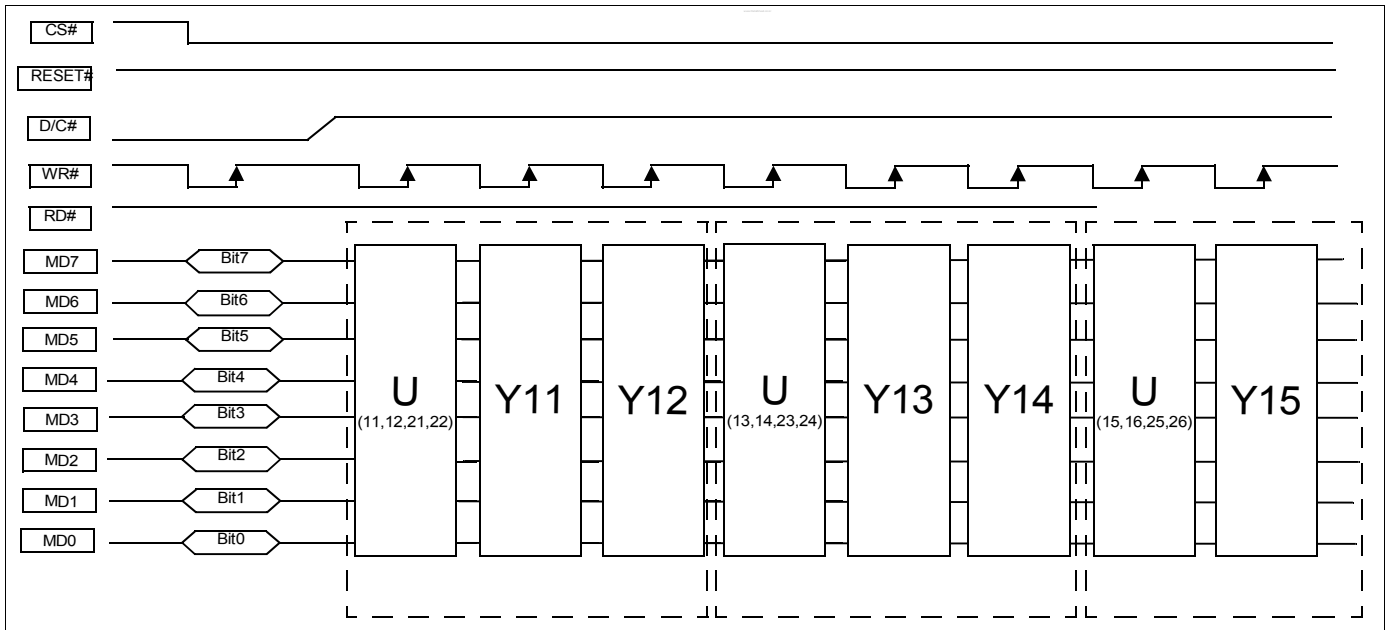 CS#
RESET#
D/C#
WR#
RD#
MD7 Bit7
MD6 Bit6
MD5 Bit5
MD4 Bit4
MD3 Bit3
MD2 Bit2
MD1 Bit1
MD0 Bit0
U
(11,12,21,22)
Y11
Y12
U
(13,14,23,24)
Y13
Y14
U
(15,16,25,26)
Y15